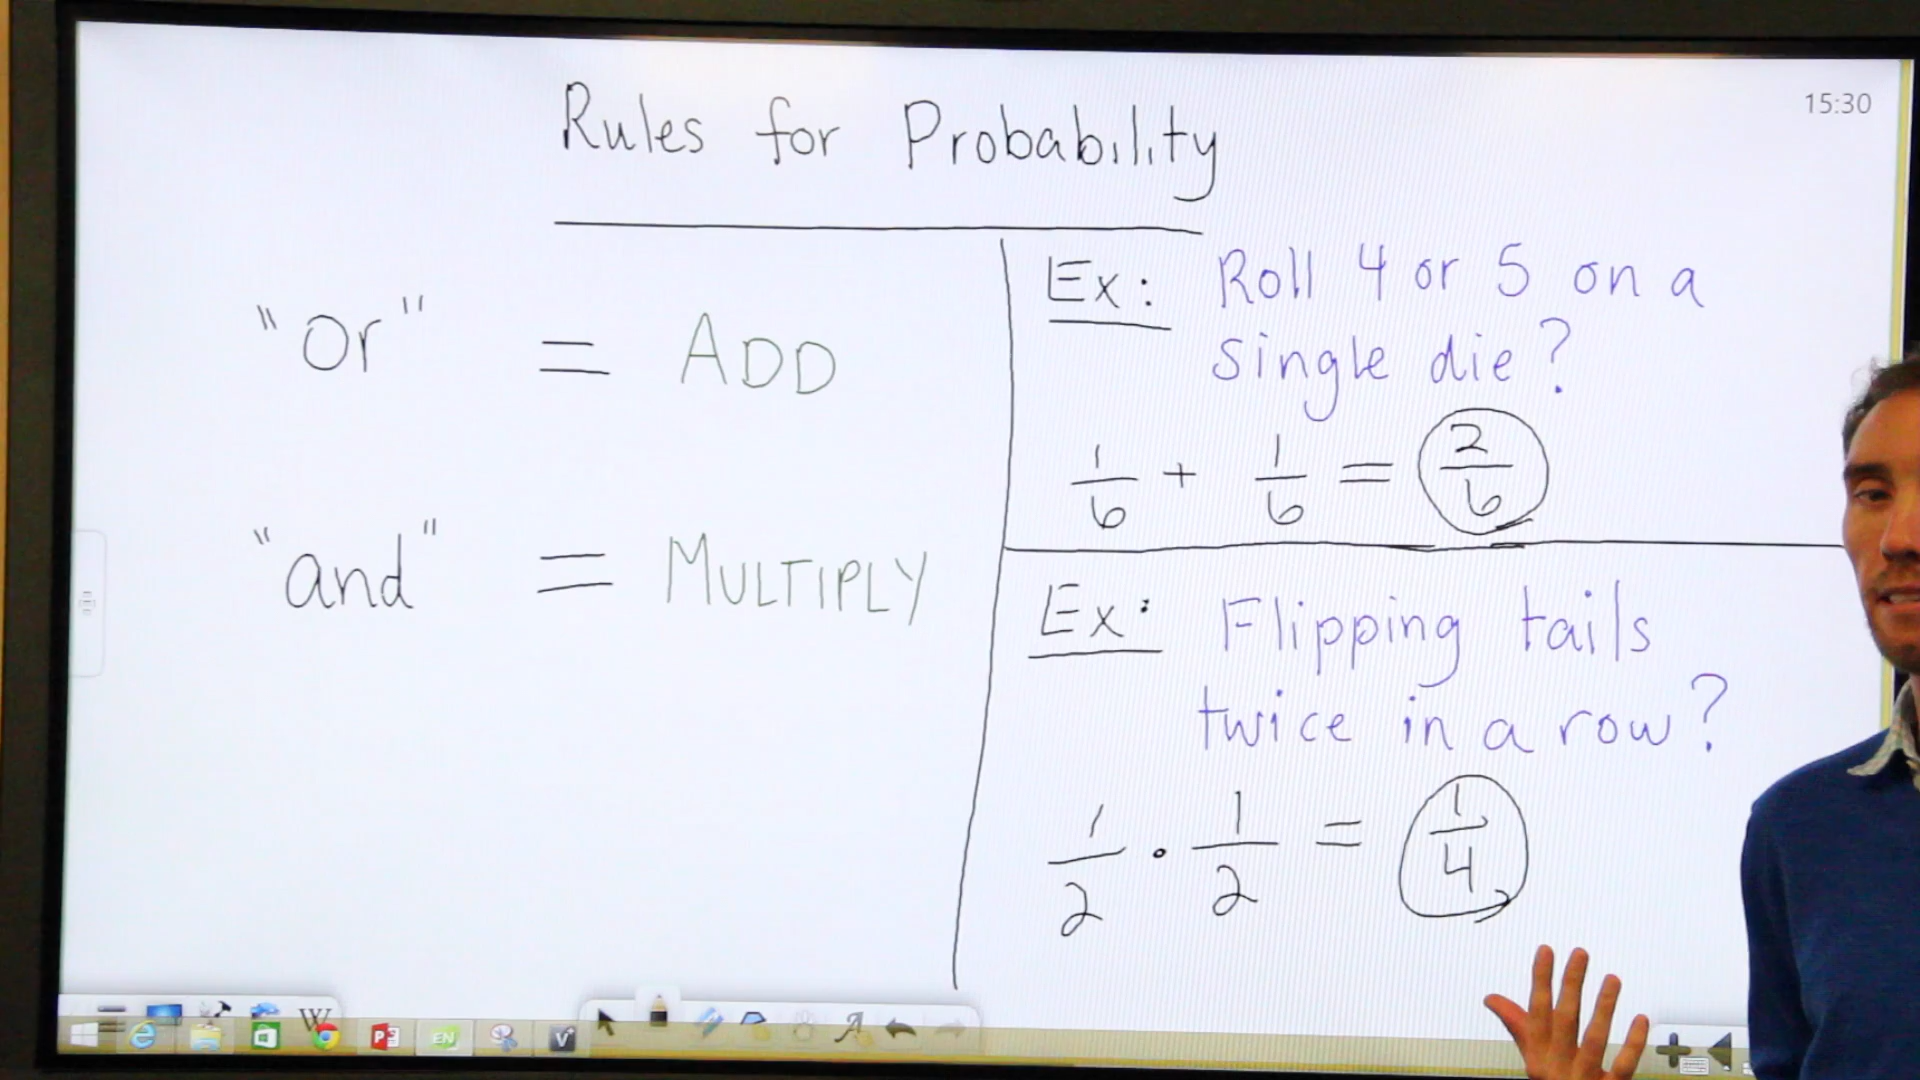 Rules for Probability
15:30
"Or" = ADD
"and" = MULTIPLY
Ex: Roll 4 or 5 on a
single die?
1/6 + 1/6 = 2/6
Ex: Flipping tails
twice in a row?
1/2 · 1/2 = 1/4
W
EN